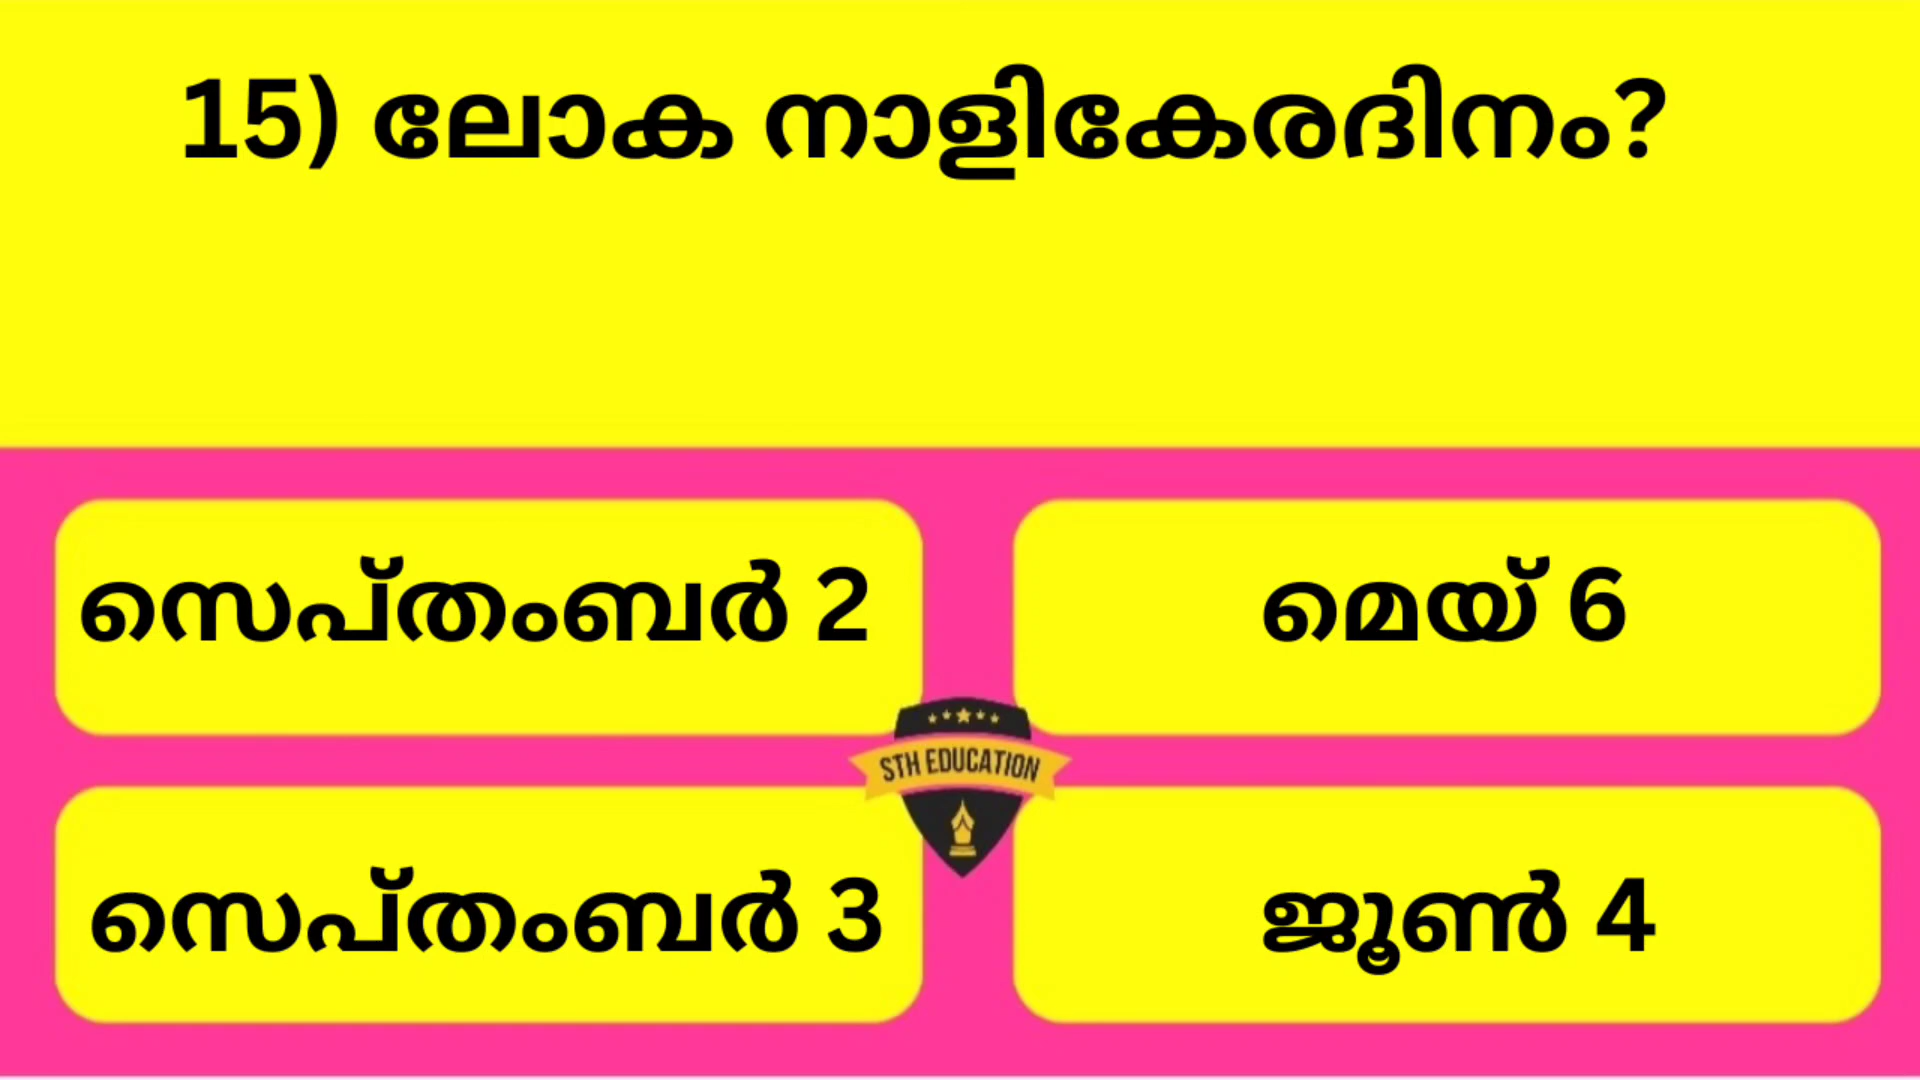 15) ലോക നാളികേരദിനം?
സെപ്തംബർ 2
മെയ് 6
STH EDUCATION
സെപ്തംബർ 3
ജൂൺ 4